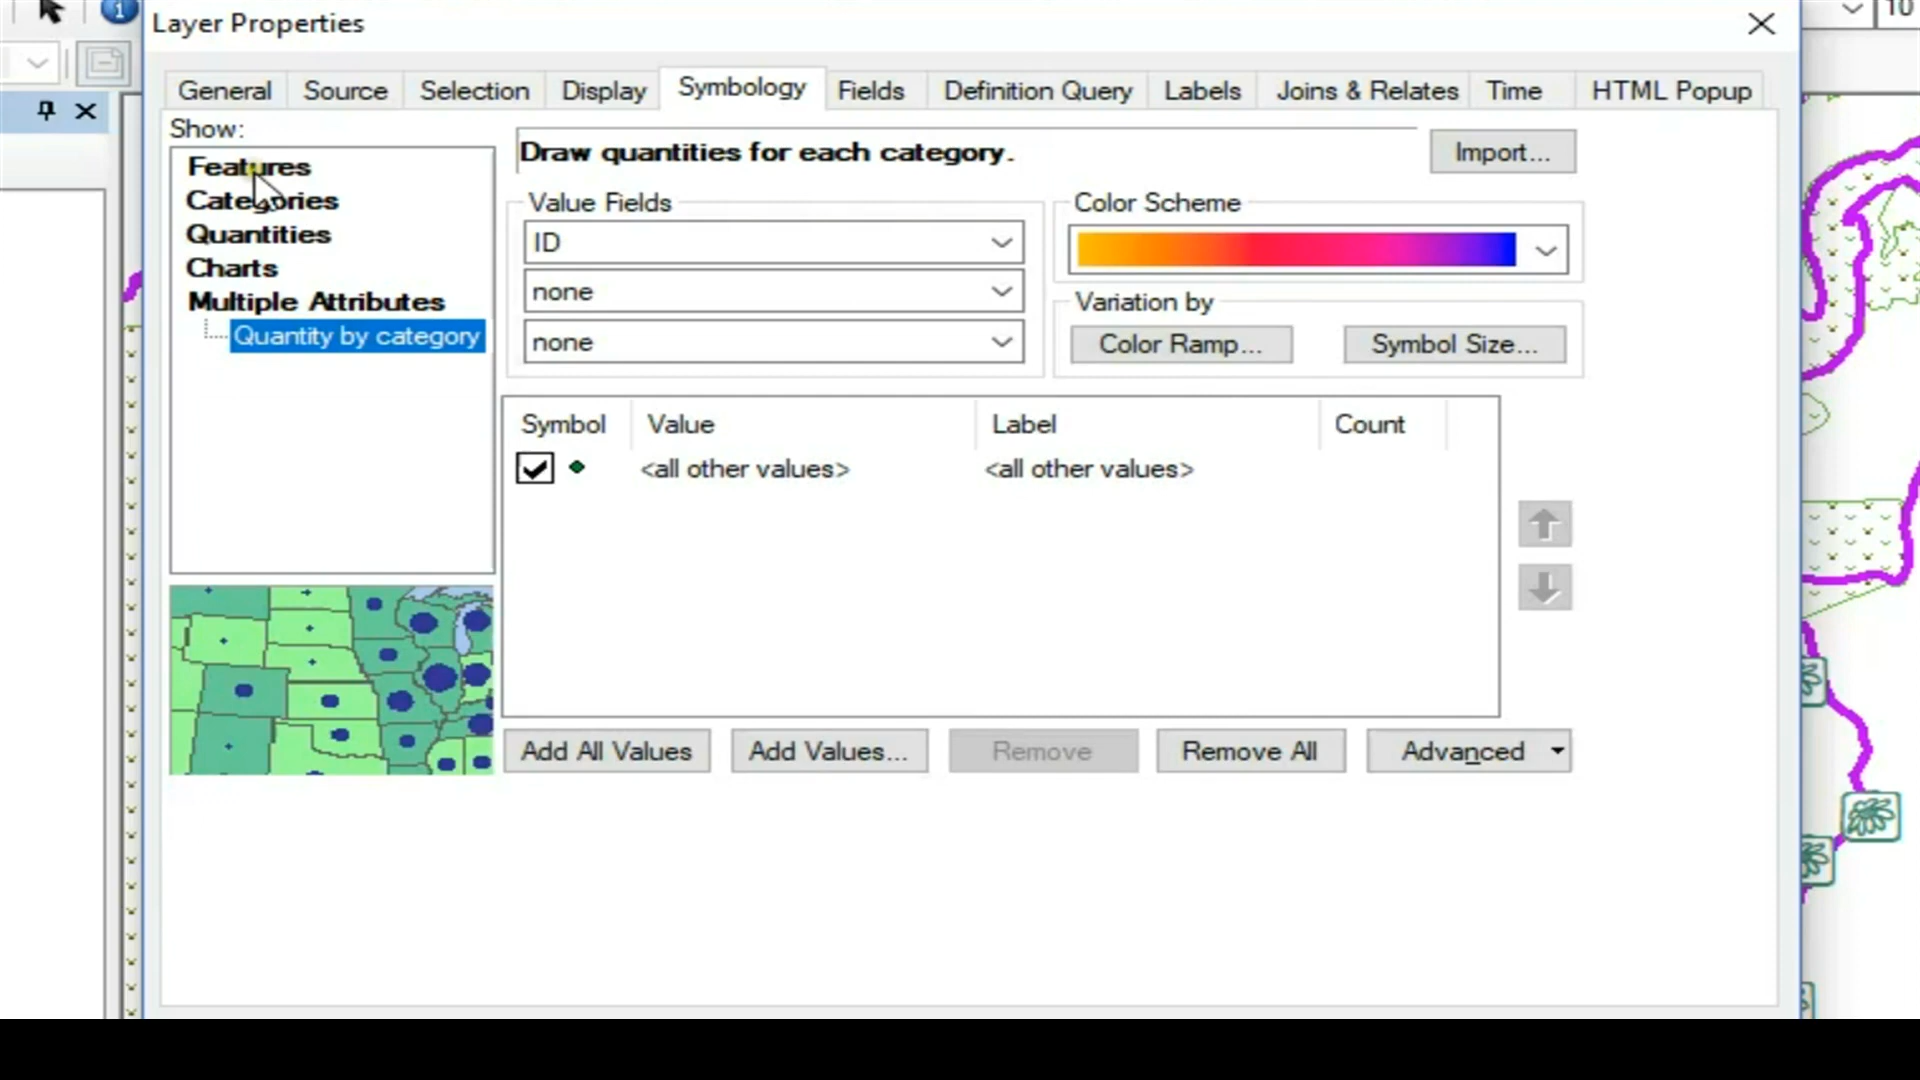 10
Layer Properties
General Source Selection Display Symbology Fields Definition Query Labels Joins & Relates Time HTML Popup
Show:
Features
Categories
Quantities
Charts
Multiple Attributes
Quantity by category
Draw quantities for each category.
Import...
Value Fields
ID
none
none
Color Scheme
Variation by
Color Ramp...
Symbol Size...
Symbol Value Label Count
<all other values> <all other values>
Add All Values
Add Values...
Remove
Remove All
Advanced